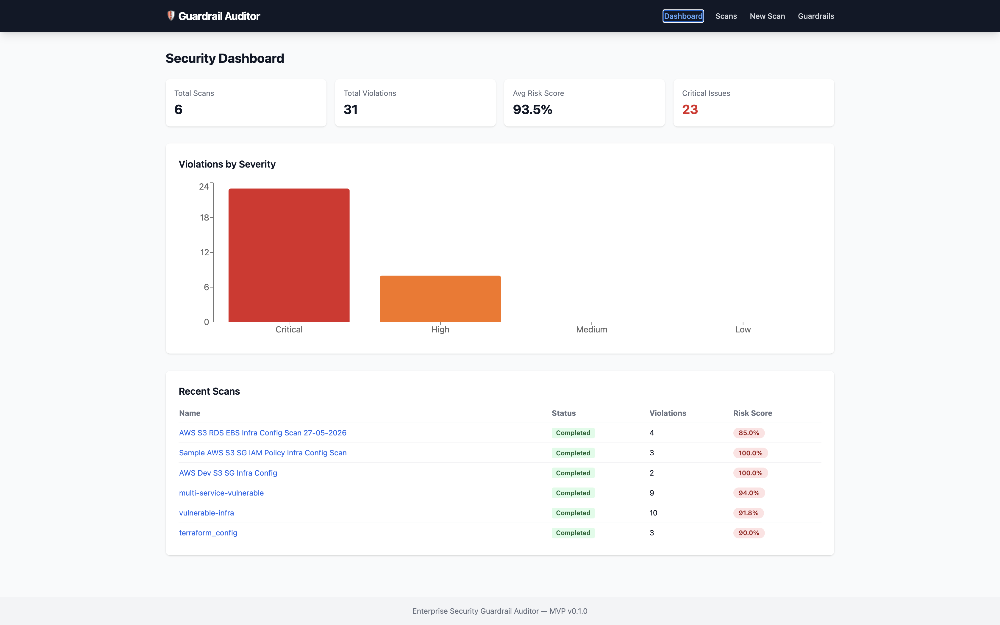 Guardrail Auditor
Dashboard Scans New Scan Guardrails
Security Dashboard
Total Scans Total Violations Avg Risk Score Critical Issues
6 31 93.5% 23
Violations by Severity
24
18
12
6
0
Critical High Medium Low
Recent Scans
Name Status Violations Risk Score
AWS S3 RDS EBS Infra Config Scan 27-05-2026 Completed 4 85.0%
Sample AWS S3 SG IAM Policy Infra Config Scan Completed 3 100.0%
AWS Dev S3 SG Infra Config Completed 2 100.0%
multi-service-vulnerable Completed 9 94.0%
vulnerable-infra Completed 10 91.8%
terraform_config Completed 3 90.0%
Enterprise Security Guardrail Auditor — MVP v0.1.0